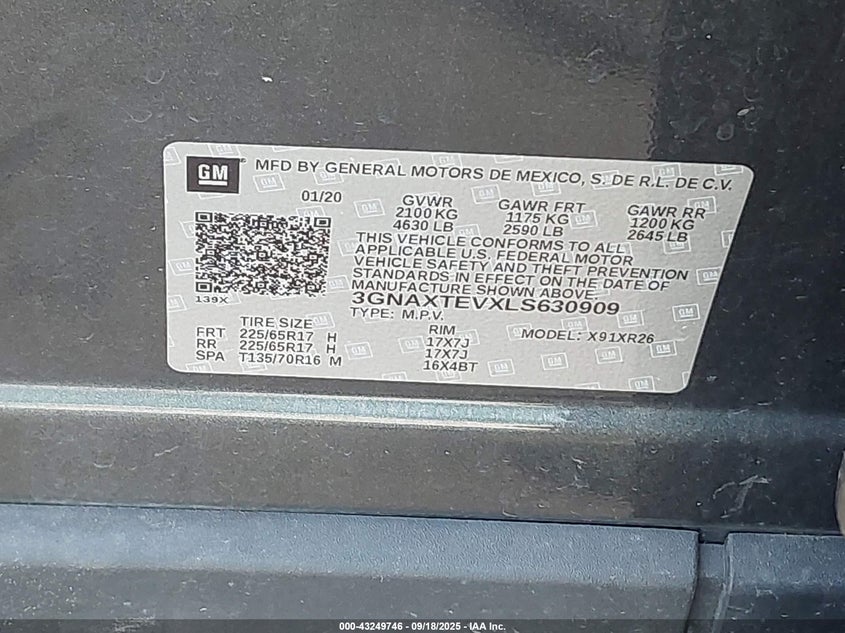 GM MFD BY GENERAL MOTORS DE MEXICO, S. DE R.L. DE C.V.
01/20
GVWR GAWR FRT GAWR RR
2100 KG 1175 KG 1200 KG
4630 LB 2590 LB 2645 LB
THIS VEHICLE CONFORMS TO ALL
APPLICABLE U.S. FEDERAL MOTOR
VEHICLE SAFETY AND THEFT PREVENTION
STANDARDS IN EFFECT ON THE DATE OF
MANUFACTURE SHOWN ABOVE.
139X
3GNAXTEVXLS630909
TYPE: M.P.V.
TIRE SIZE RIM MODEL: X91XR26
FRT 225/65R17 H 17X7J
RR 225/65R17 H 17X7J
SPA T135/70R16 M 16X4BT
000-43249746 - 09/18/2025 - IAA Inc.